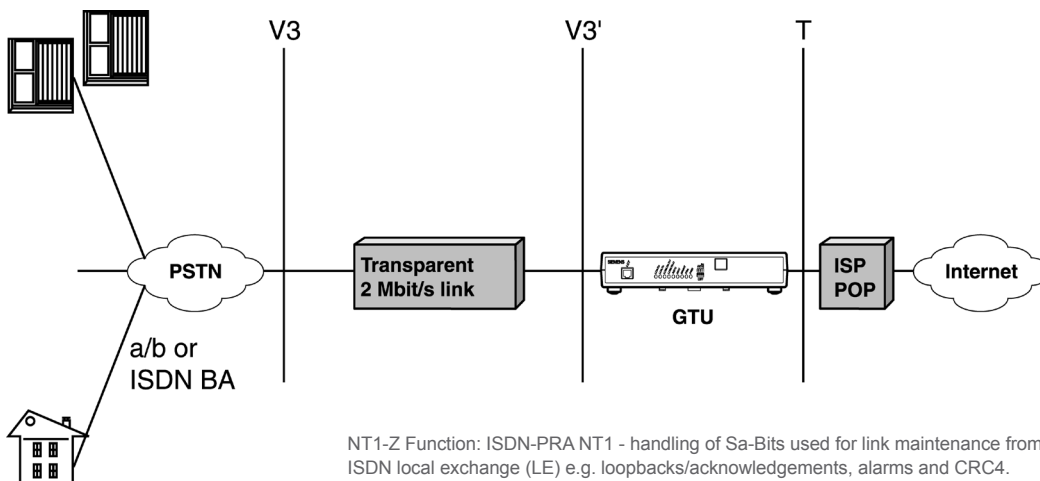 V3
V3'
T
PSTN
Transparent
2 Mbit/s link
SIEMENS
GTU
ISP
POP
Internet
a/b or
ISDN BA
NT1-Z Function: ISDN-PRA NT1 - handling of Sa-Bits used for link maintenance from
ISDN local exchange (LE) e.g. loopbacks/acknowledgements, alarms and CRC4.